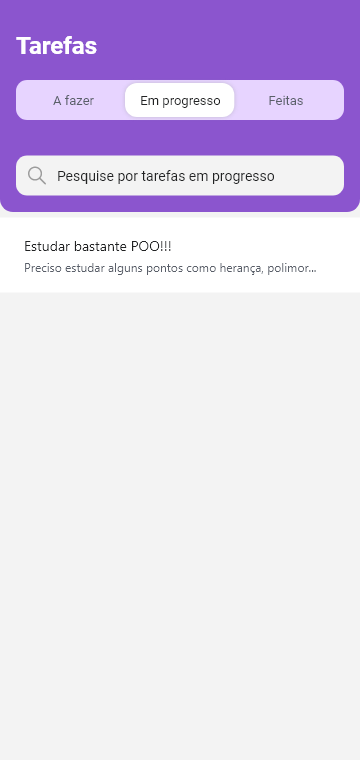 Tarefas
A fazer
Em progresso
Feitas
Pesquise por tarefas em progresso
Estudar bastante POO!!!
Preciso estudar alguns pontos como herança, polimor...